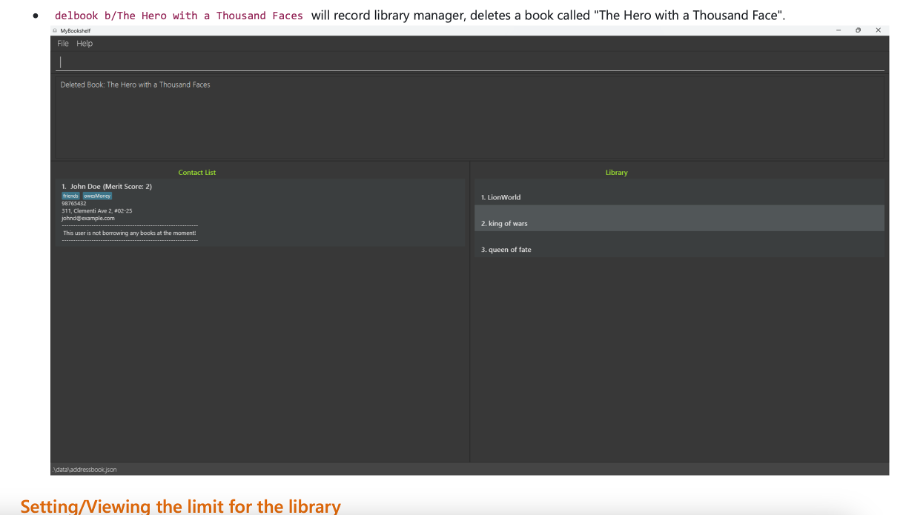 delbook b/The Hero with a Thousand Faces will record library manager, deletes a book called "The Hero with a Thousand Face".
MyBookshelf
File Help
Deleted Book: The Hero with a Thousand Faces
Contact List
Library
1. John Doe (Merit Score: 2)
friends owesMoney
98765432
311, Clementi Ave 2, #02-25
johnd@example.com
------------------------------------------------------------
This user is not borrowing any books at the moment!
------------------------------------------------------------
1. LionWorld
2. king of wars
3. queen of fate
.\data\addressbook.json
Setting/Viewing the limit for the library